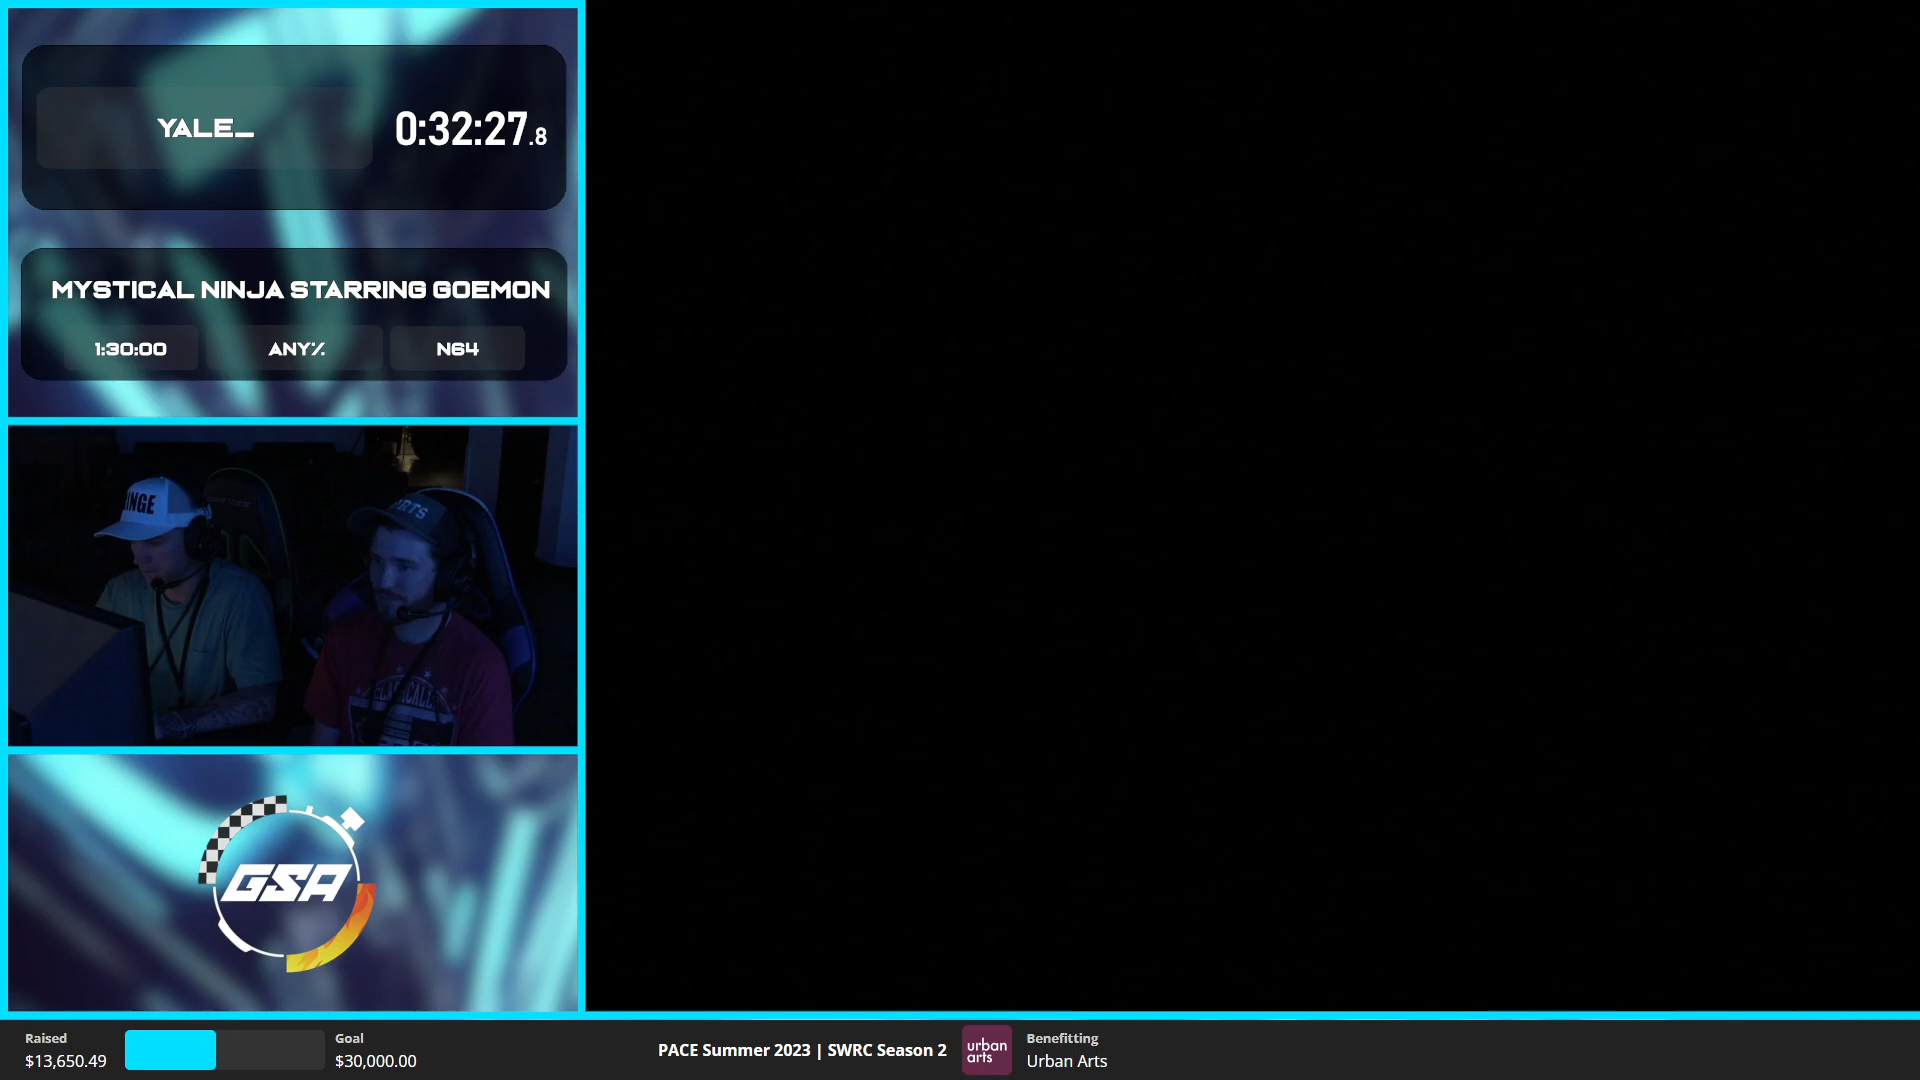 YALE_
0:32:27.8
MYSTICAL NINJA STARRING GOEMON
1:30:00
ANY%
N64
INGE
GSA
Raised
$13,650.49
Goal
$30,000.00
PACE Summer 2023 | SWRC Season 2
urban
arts
Benefitting
Urban Arts